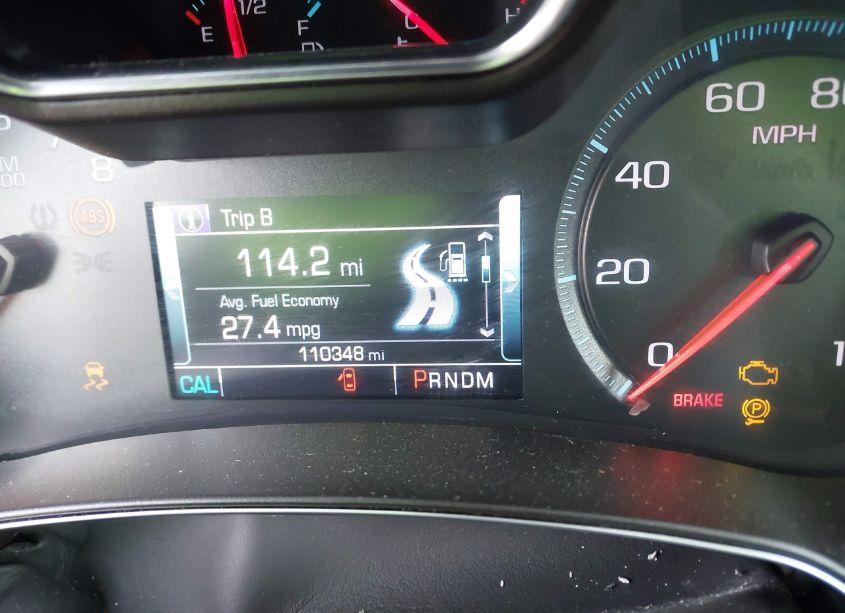 1/2
E F C H
60 80
MPH
8
40
ABS
Trip B
114.2 mi
Avg. Fuel Economy
27.4 mpg
20
110348 mi
0
CAL PRNDM
BRAKE
P